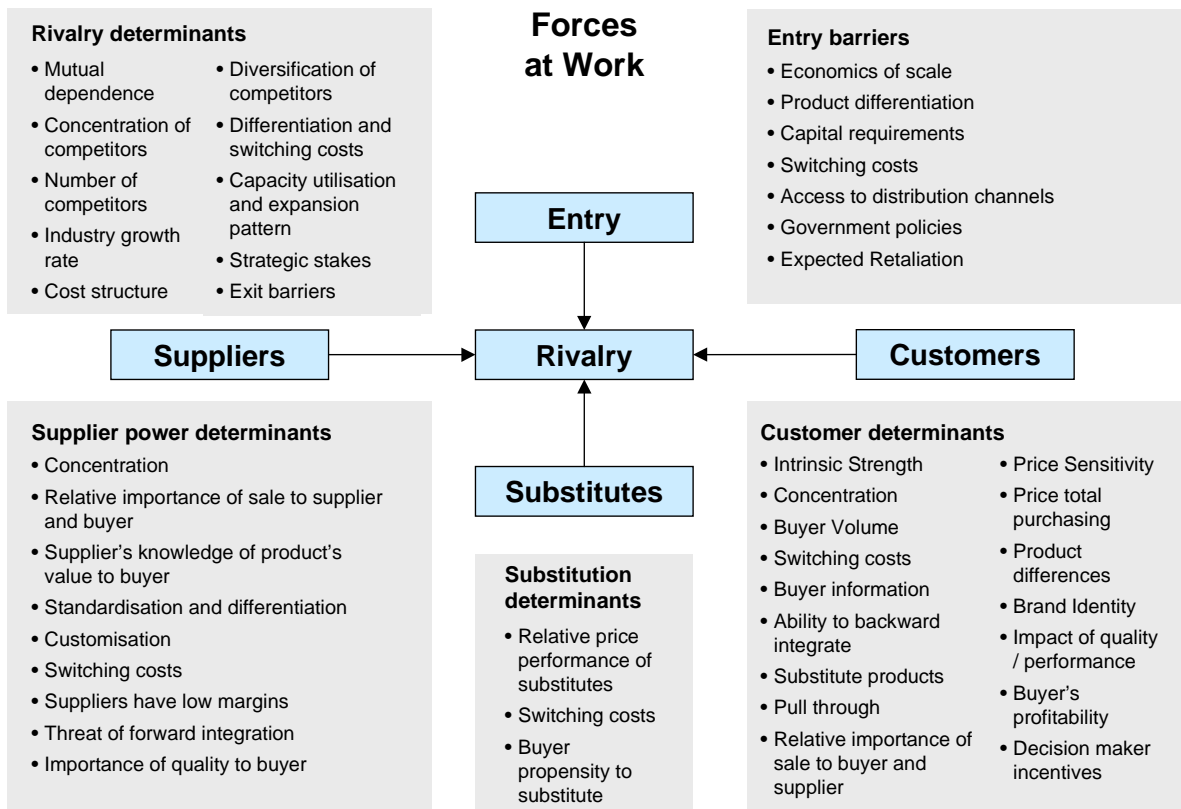 Forces
at Work
Rivalry determinants
• Mutual
dependence
• Concentration of
competitors
• Number of
competitors
• Industry growth
rate
• Cost structure
• Diversification of
competitors
• Differentiation and
switching costs
• Capacity utilisation
and expansion
pattern
• Strategic stakes
• Exit barriers
Entry barriers
• Economics of scale
• Product differentiation
• Capital requirements
• Switching costs
• Access to distribution channels
• Government policies
• Expected Retaliation
Entry
Suppliers
Rivalry
Customers
Substitutes
Supplier power determinants
• Concentration
• Relative importance of sale to supplier
and buyer
• Supplier’s knowledge of product’s
value to buyer
• Standardisation and differentiation
• Customisation
• Switching costs
• Suppliers have low margins
• Threat of forward integration
• Importance of quality to buyer
Substitution
determinants
• Relative price
performance of
substitutes
• Switching costs
• Buyer
propensity to
substitute
Customer determinants
• Intrinsic Strength
• Concentration
• Buyer Volume
• Switching costs
• Buyer information
• Ability to backward
integrate
• Substitute products
• Pull through
• Relative importance of
sale to buyer and
supplier
• Price Sensitivity
• Price total
purchasing
• Product
differences
• Brand Identity
• Impact of quality
/ performance
• Buyer’s
profitability
• Decision maker
incentives